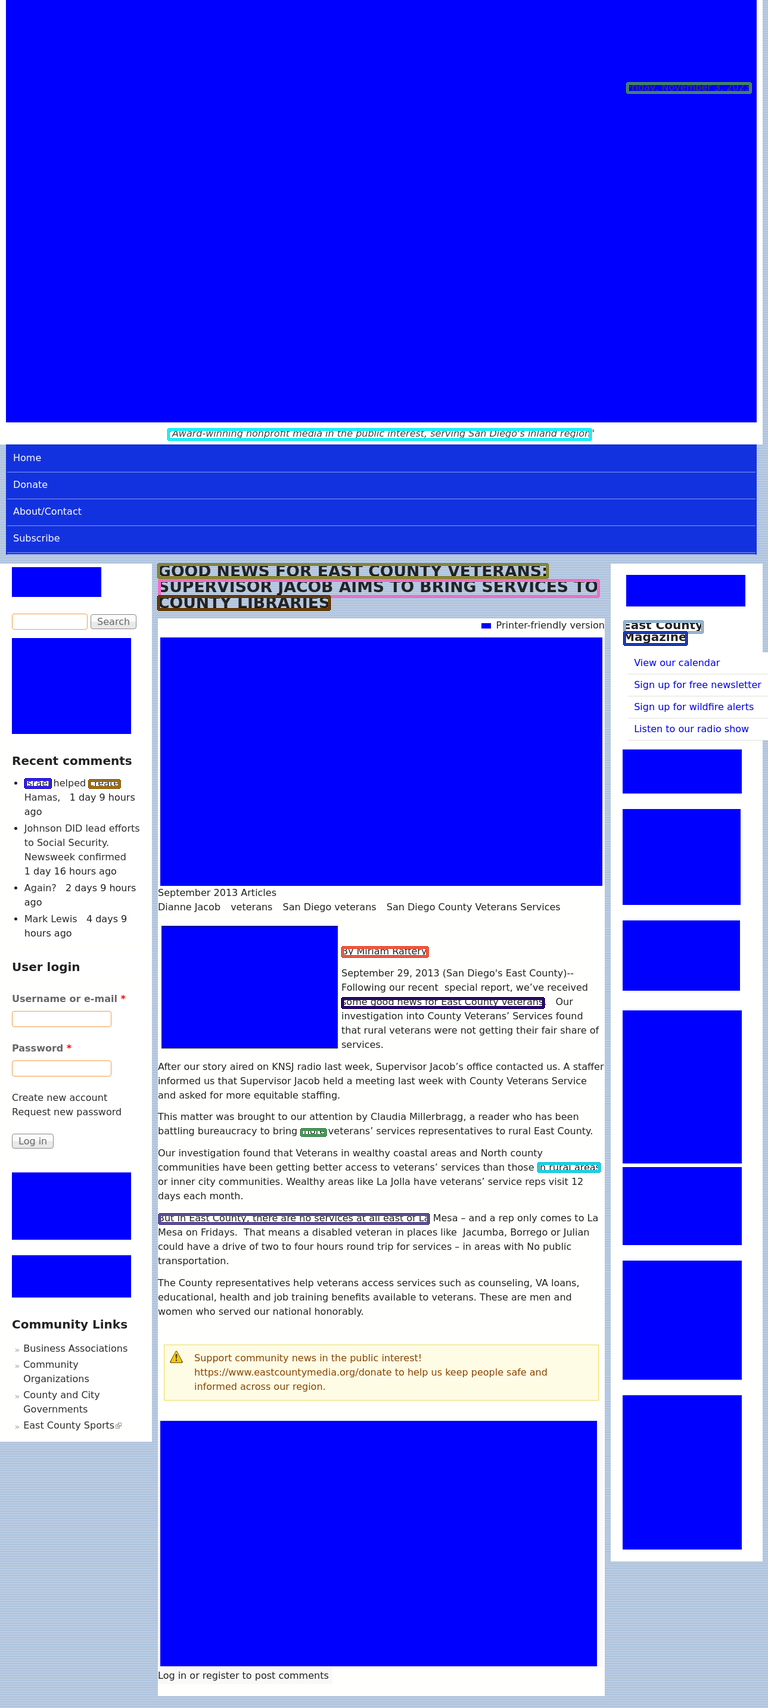 "Award-winning nonprofit media in the public interest, serving San Diego's inland region"
Home
Donate
About/Contact
Subscribe
Search
Recent comments
Israel helped create
Hamas, 1 day 9 hours
ago
Johnson DID lead efforts
to Social Security.
Newsweek confirmed
1 day 16 hours ago
Again? 2 days 9 hours
ago
Mark Lewis 4 days 9
hours ago
User login
Username or e-mail *
Password *
Create new account
Request new password
Log in
Community Links
» Business Associations
» Community
Organizations
» County and City
Governments
» East County Sports
GOOD NEWS FOR EAST COUNTY VETERANS:
SUPERVISOR JACOB AIMS TO BRING SERVICES TO
COUNTY LIBRARIES
Printer-friendly version
September 2013 Articles
Dianne Jacob veterans San Diego veterans San Diego County Veterans Services
By Miriam Raftery
September 29, 2013 (San Diego's East County)--
Following our recent special report, we’ve received
some good news for East County Veterans. Our
investigation into County Veterans’ Services found
that rural veterans were not getting their fair share of
services.
After our story aired on KNSJ radio last week, Supervisor Jacob’s office contacted us. A staffer
informed us that Supervisor Jacob held a meeting last week with County Veterans Service
and asked for more equitable staffing.
This matter was brought to our attention by Claudia Millerbragg, a reader who has been
battling bureaucracy to bring more veterans’ services representatives to rural East County.
Our investigation found that Veterans in wealthy coastal areas and North county
communities have been getting better access to veterans’ services than those in rural areas
or inner city communities. Wealthy areas like La Jolla have veterans’ service reps visit 12
days each month.
But in East County, there are no services at all east of La Mesa – and a rep only comes to La
Mesa on Fridays. That means a disabled veteran in places like Jacumba, Borrego or Julian
could have a drive of two to four hours round trip for services – in areas with No public
transportation.
The County representatives help veterans access services such as counseling, VA loans,
educational, health and job training benefits available to veterans. These are men and
women who served our national honorably.
Support community news in the public interest!
https://www.eastcountymedia.org/donate to help us keep people safe and
informed across our region.
Log in or register to post comments
East County
Magazine
View our calendar
Sign up for free newsletter
Sign up for wildfire alerts
Listen to our radio show